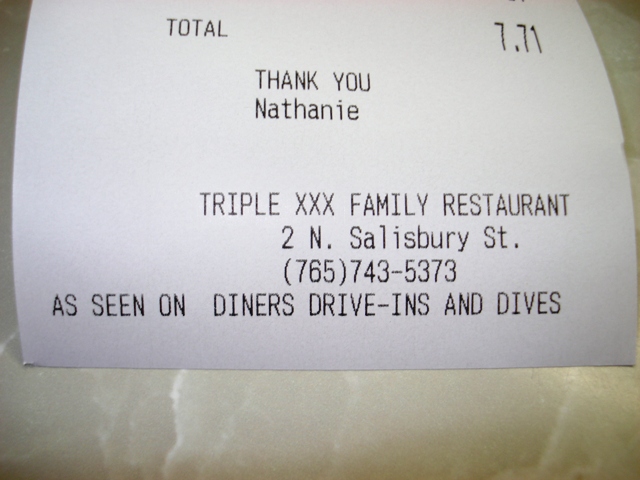 TOTAL 7.71
THANK YOU
Nathanie
TRIPLE XXX FAMILY RESTAURANT
2 N. Salisbury St.
(765)743-5373
AS SEEN ON DINERS DRIVE-INS AND DIVES